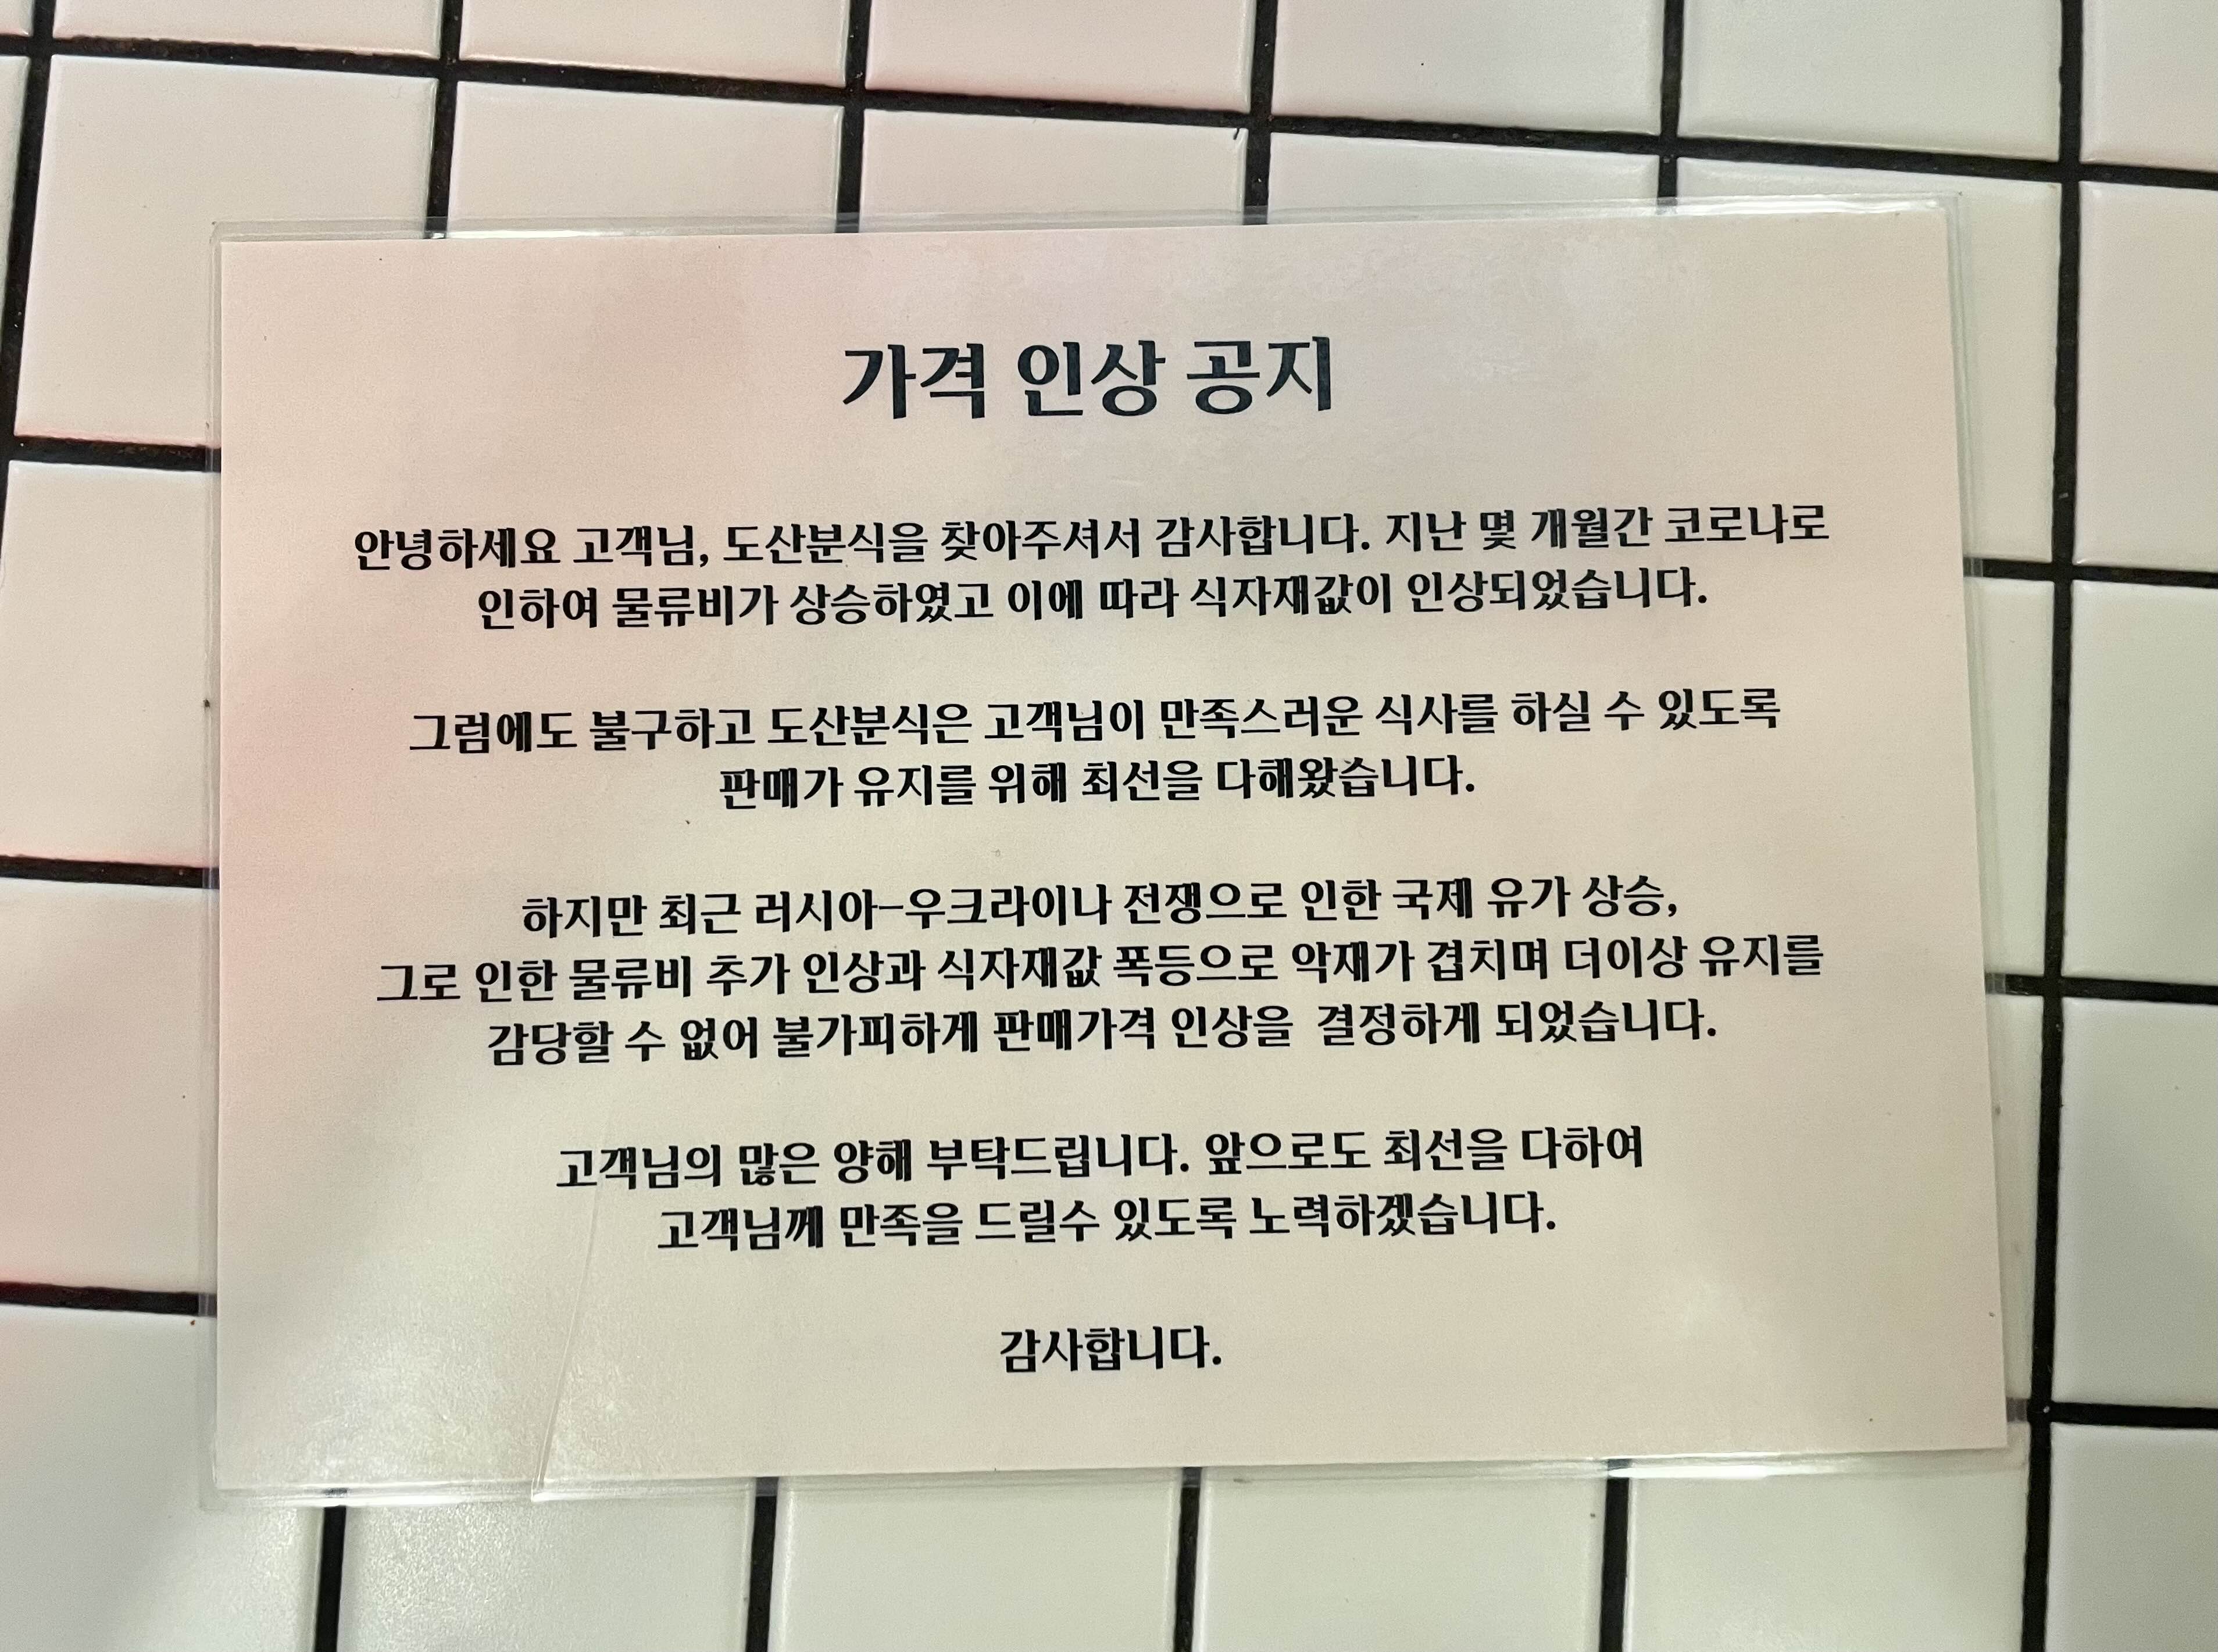 가격 인상 공지
안녕하세요 고객님, 도산분식을 찾아주셔서 감사합니다. 지난 몇 개월간 코로나로
인하여 물류비가 상승하였고 이에 따라 식자재값이 인상되었습니다.
그럼에도 불구하고 도산분식은 고객님이 만족스러운 식사를 하실 수 있도록
판매가 유지를 위해 최선을 다해왔습니다.
하지만 최근 러시아-우크라이나 전쟁으로 인한 국제 유가 상승,
그로 인한 물류비 추가 인상과 식자재값 폭등으로 악재가 겹치며 더이상 유지를
감당할 수 없어 불가피하게 판매가격 인상을 결정하게 되었습니다.
고객님의 많은 양해 부탁드립니다. 앞으로도 최선을 다하여
고객님께 만족을 드릴수 있도록 노력하겠습니다.
감사합니다.